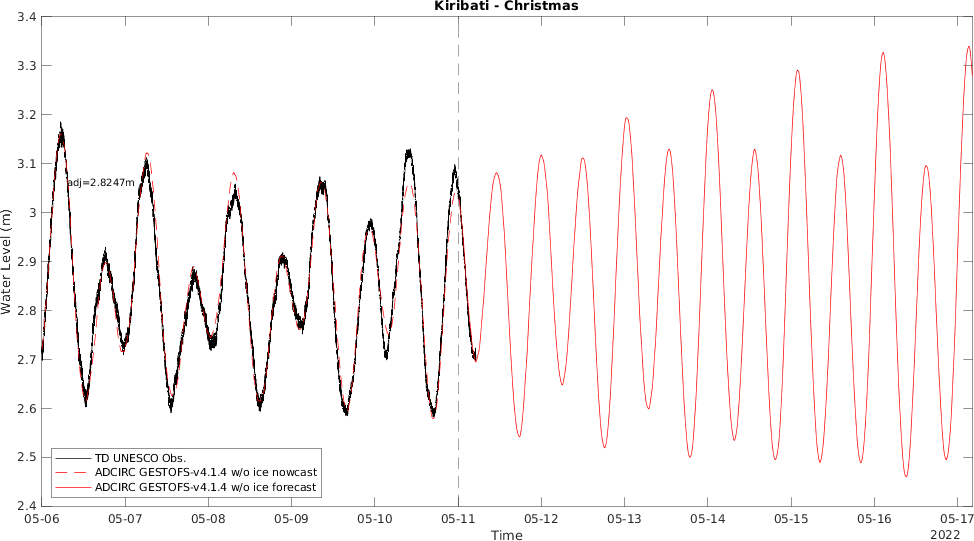 Kiribati - Christmas
3.4
3.3
3.2
3.1
3
2.9
2.8
2.7
2.6
2.5
2.4
Water Level (m)
adj=2.8247m
TD UNESCO Obs.
ADCIRC GESTOFS-v4.1.4 w/o ice nowcast
ADCIRC GESTOFS-v4.1.4 w/o ice forecast
05-06 05-07 05-08 05-09 05-10 05-11 05-12 05-13 05-14 05-15 05-16 05-17
Time
2022